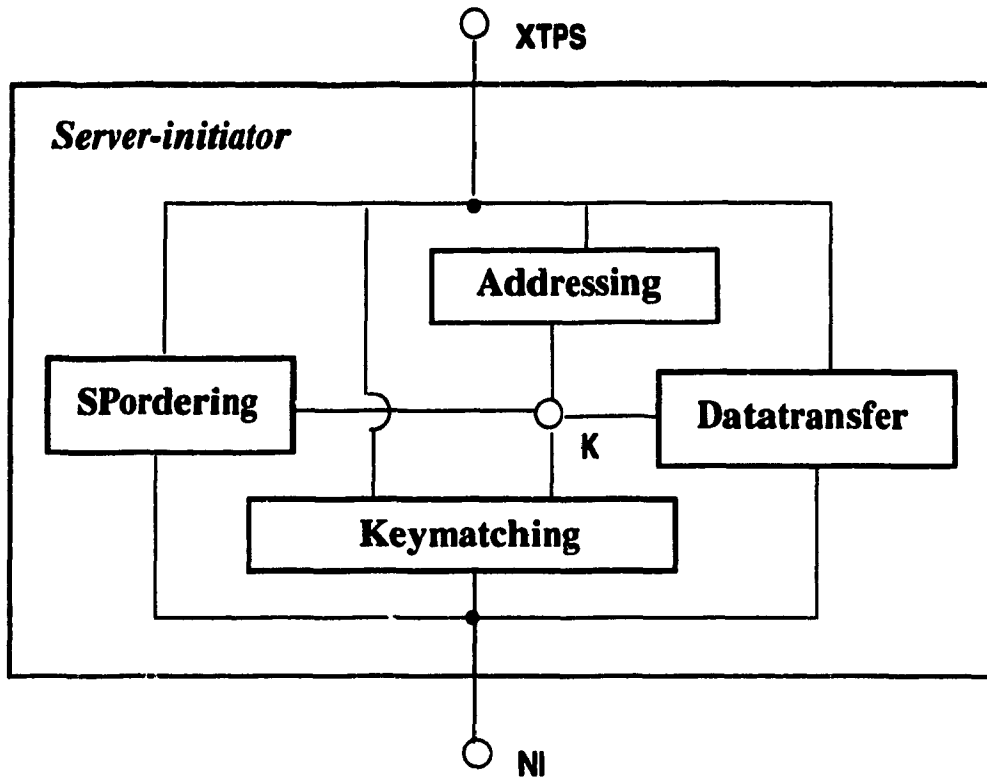 XTPS
Server-initiator
Addressing
SPordering
Datatransfer
K
Keymatching
NI